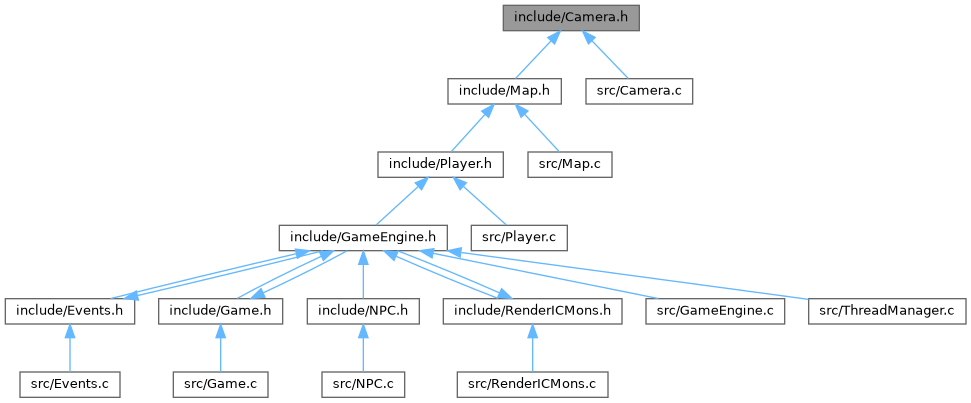 include/Camera.h
include/Map.h
src/Camera.c
include/Player.h
src/Map.c
include/GameEngine.h
src/Player.c
include/Events.h
include/Game.h
include/NPC.h
include/RenderICMons.h
src/GameEngine.c
src/ThreadManager.c
src/Events.c
src/Game.c
src/NPC.c
src/RenderICMons.c